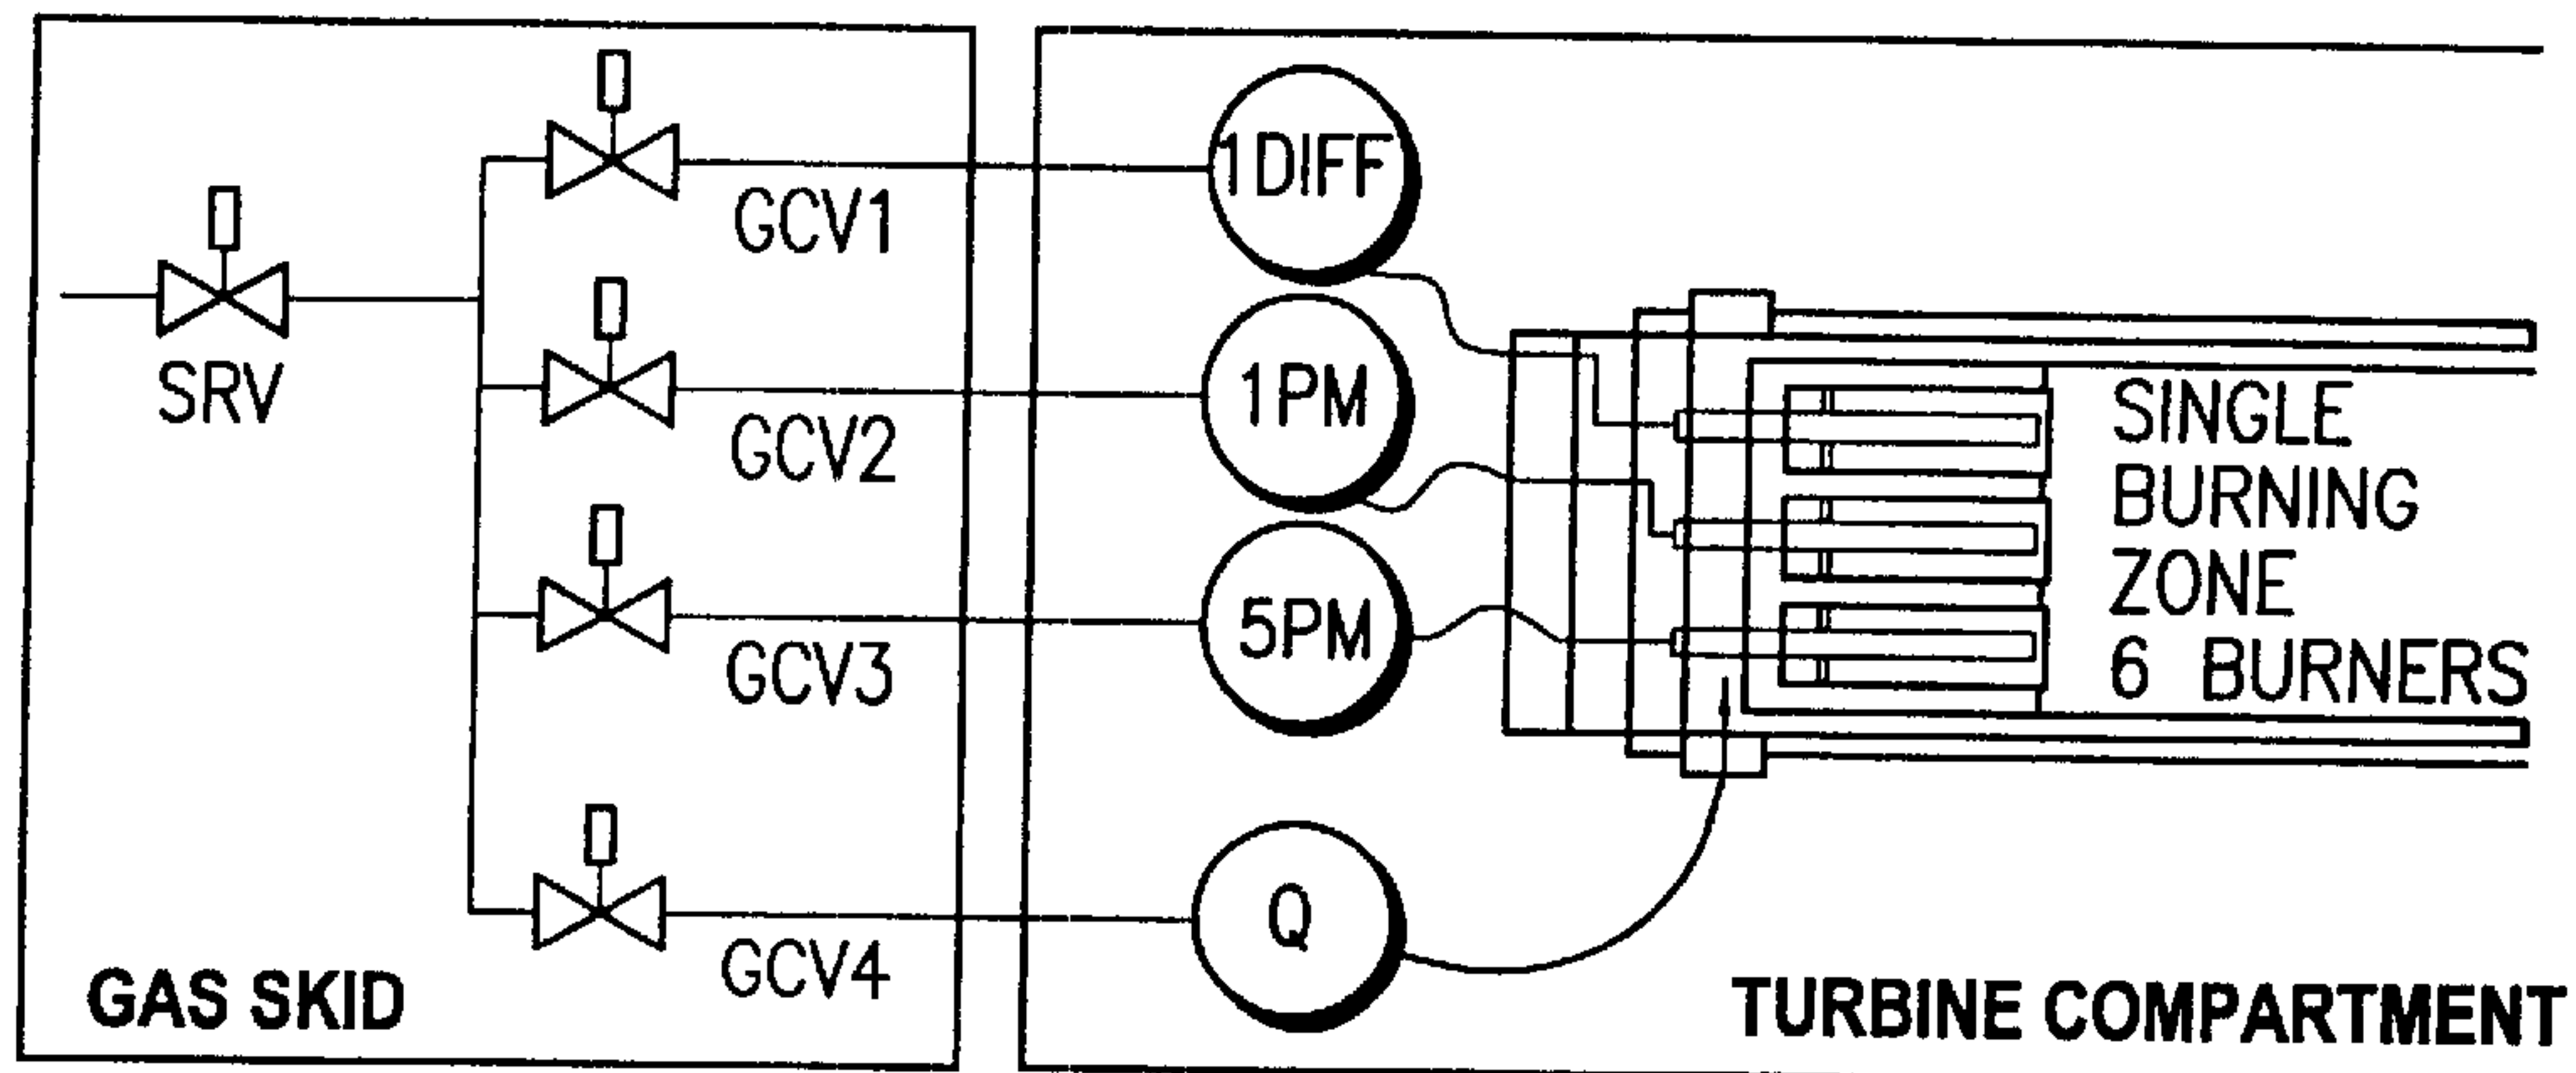 1DIFF
GCV1
SRV
1PM
GCV2
SINGLE
BURNING
ZONE
6 BURNERS
5PM
GCV3
Q
GCV4
GAS SKID
TURBINE COMPARTMENT